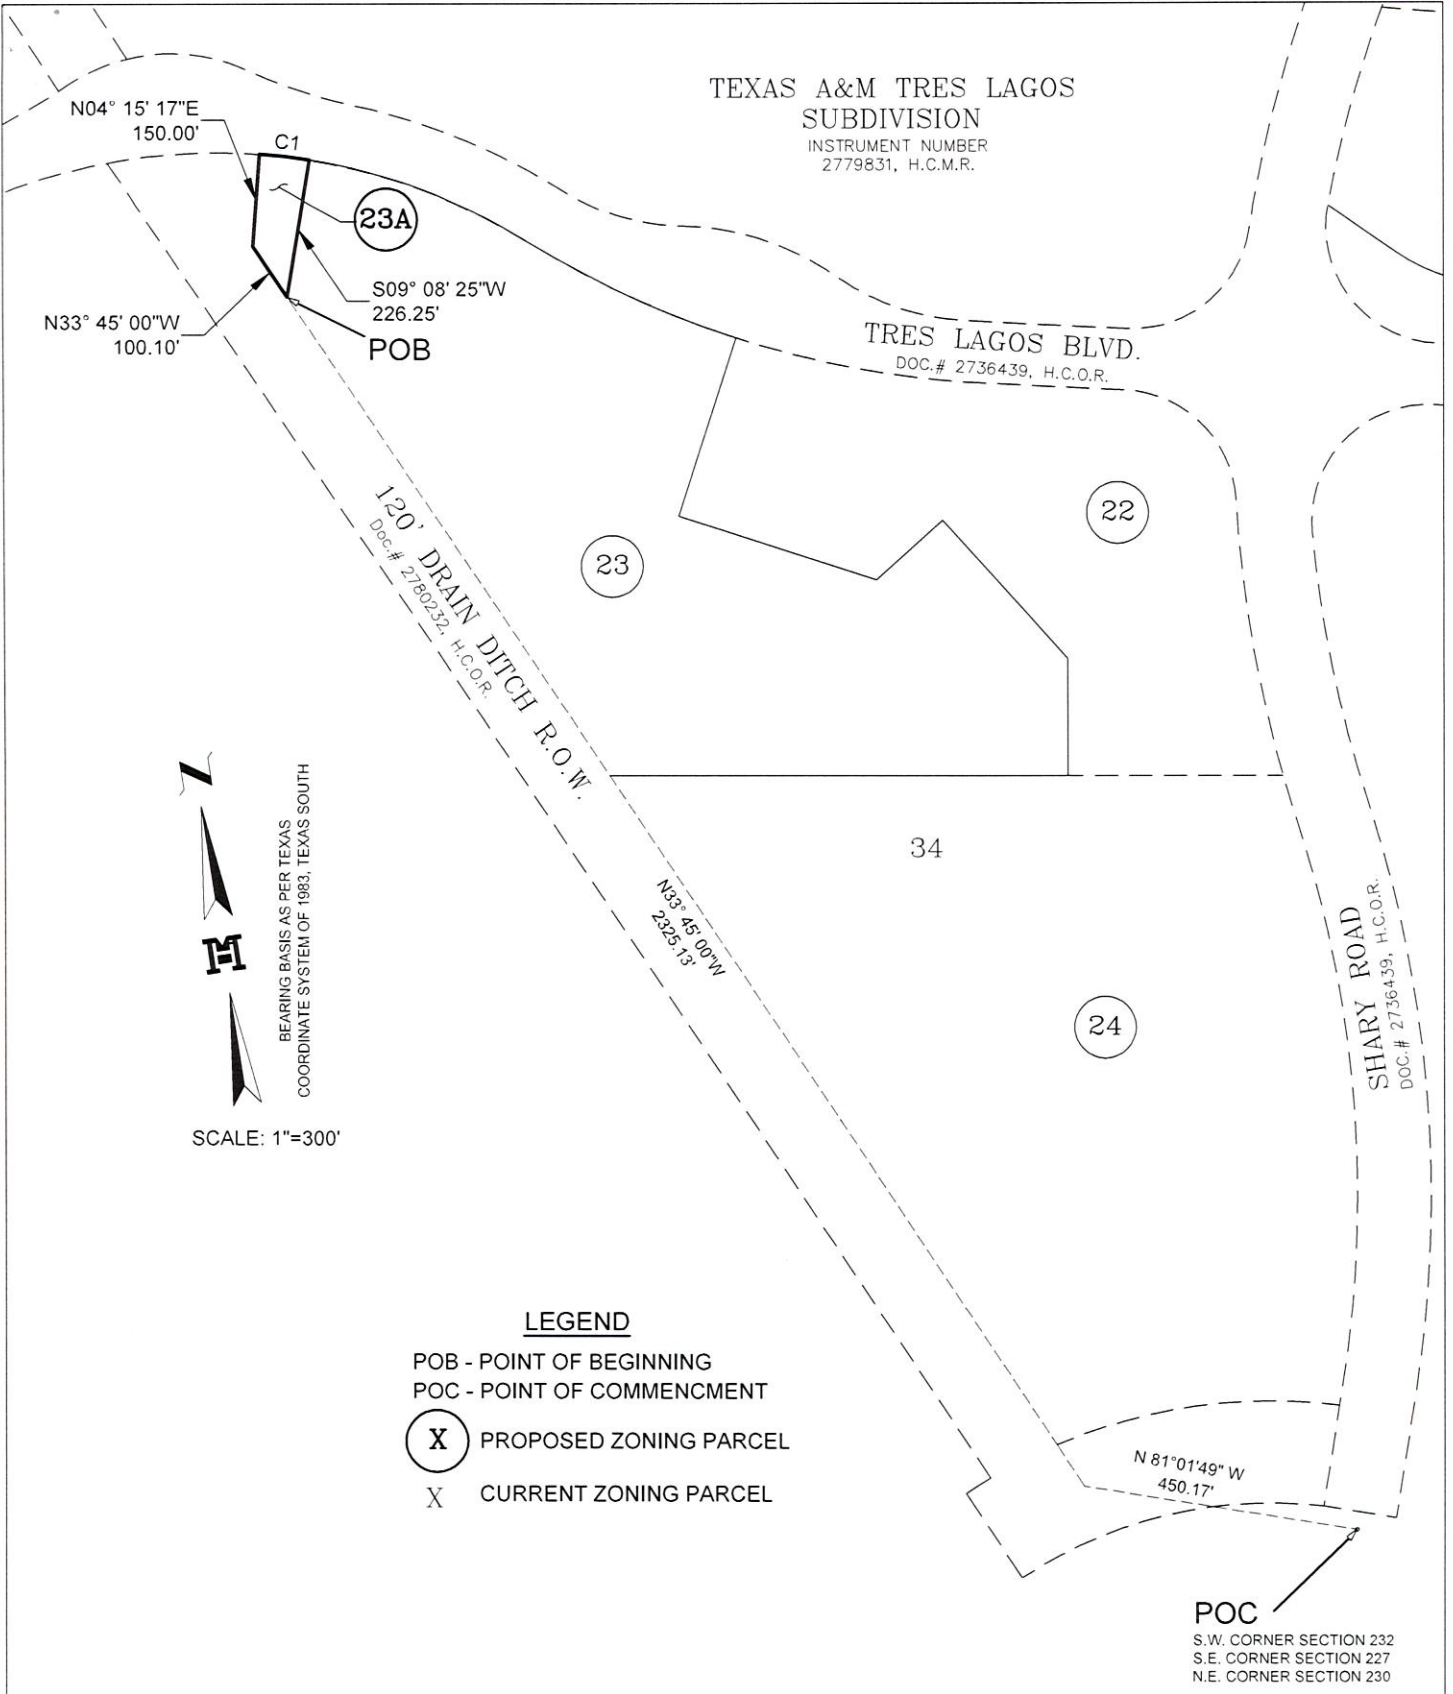 TEXAS A&M TRES LAGOS
SUBDIVISION
INSTRUMENT NUMBER
2779831, H.C.M.R.
N04° 15' 17"E
150.00'
C1
23A
S09° 08' 25"W
226.25'
N33° 45' 00"W
100.10'
POB
TRES LAGOS BLVD.
DOC.# 2736439, H.C.O.R.
120' DRAIN DITCH R.O.W.
Doc.# 2780232, H.C.O.R.
23
22
34
N33° 45' 00"W
2325.13'
24
SHARY ROAD
DOC.# 2736439, H.C.O.R.
N
BEARING BASIS AS PER TEXAS
COORDINATE SYSTEM OF 1983, TEXAS SOUTH
SCALE: 1"=300'
LEGEND
POB - POINT OF BEGINNING
POC - POINT OF COMMENCMENT
X PROPOSED ZONING PARCEL
X CURRENT ZONING PARCEL
N 81°01'49" W
450.17'
POC
S.W. CORNER SECTION 232
S.E. CORNER SECTION 227
N.E. CORNER SECTION 230